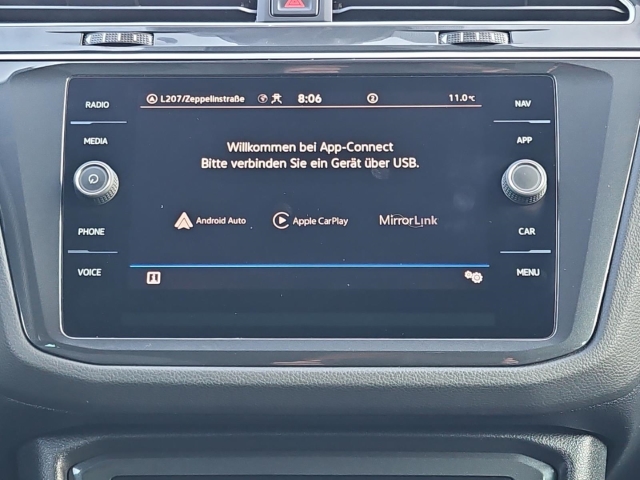 L207/Zeppelinstraße 8:06 2 11.0°C
RADIO
MEDIA
PHONE
VOICE
Willkommen bei App-Connect
Bitte verbinden Sie ein Gerät über USB.
Android Auto Apple CarPlay MirrorLink
NAV
APP
CAR
MENU